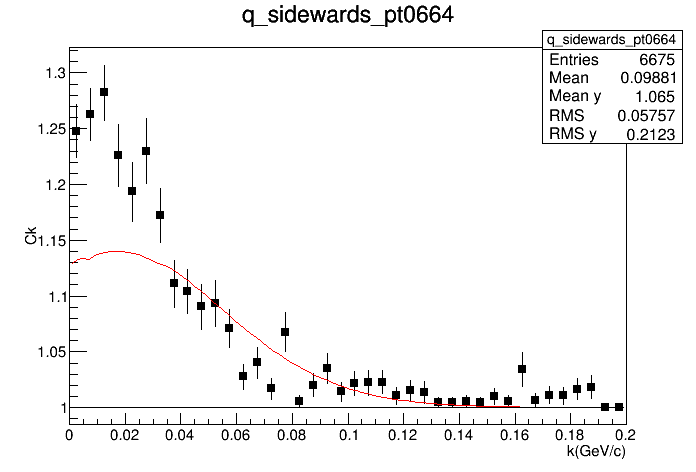 q_sidewards_pt0664
q_sidewards_pt0664
Entries 6675
Mean 0.09881
Mean y 1.065
RMS 0.05757
RMS y 0.2123
Ck
1.3
1.25
1.2
1.15
1.1
1.05
1
0 0.02 0.04 0.06 0.08 0.1 0.12 0.14 0.16 0.18 0.2
k(GeV/c)